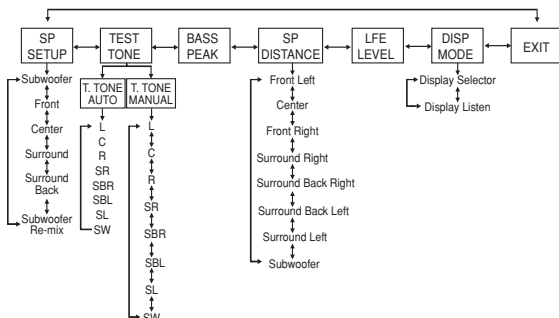 SP
SETUP
TEST
TONE
BASS
PEAK
SP
DISTANCE
LFE
LEVEL
DISP
MODE
EXIT
Subwoofer
Front
Center
Surround
Surround
Back
Subwoofer
Re-mix
T. TONE
AUTO
L
C
R
SR
SBR
SBL
SL
SW
T. TONE
MANUAL
L
C
R
SR
SBR
SBL
SL
SW
Front Left
Center
Front Right
Surround Right
Surround Back Right
Surround Back Left
Surround Left
Subwoofer
Display Selector
Display Listen